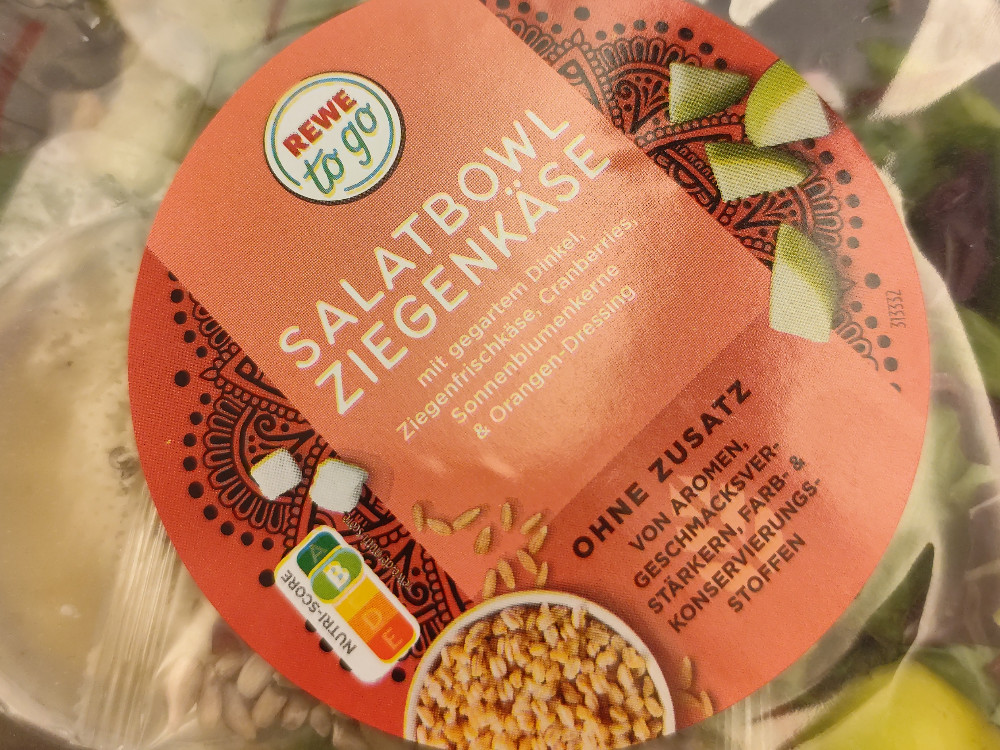 REWE
to go
SALATBOWL
ZIEGENKÄSE
mit gegartem Dinkel,
Ziegenfrischkäse, Cranberries,
Sonnenblumenkerne
& Orangen-Dressing
OHNE ZUSATZ
VON AROMEN,
GESCHMACKSVER-
STÄRKERN, FARB- &
KONSERVIERUNGS-
STOFFEN
313332
NUTRI-SCORE
A
B
D
E